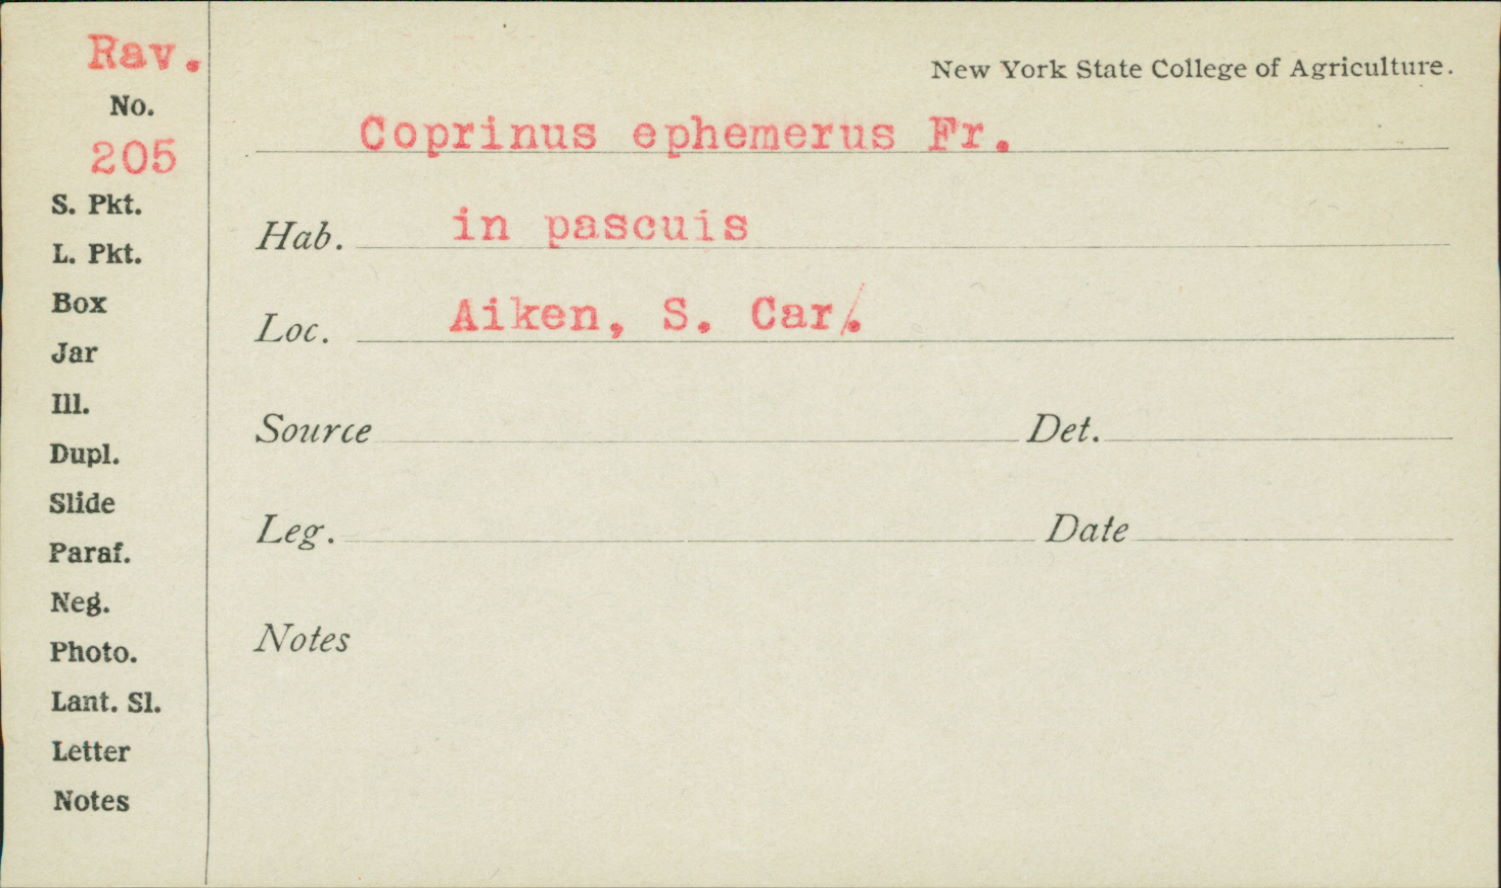 Rav.
No.
205
S. Pkt.
L. Pkt.
Box
Jar
Ill.
Dupl.
Slide
Paraf.
Neg.
Photo.
Lant. Sl.
Letter
Notes
New York State College of Agriculture.
Coprinus ephemerus Fr.
Hab. in pascuis
Loc. Aiken, S. Car/.
Source Det.
Leg. Date
Notes